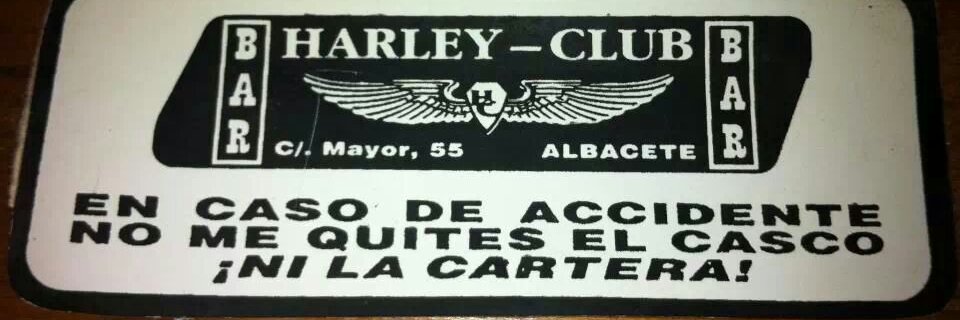 BAR
HARLEY – CLUB
BAR
HC
C/. Mayor, 55
ALBACETE
EN CASO DE ACCIDENTE
NO ME QUITES EL CASCO
¡NI LA CARTERA!